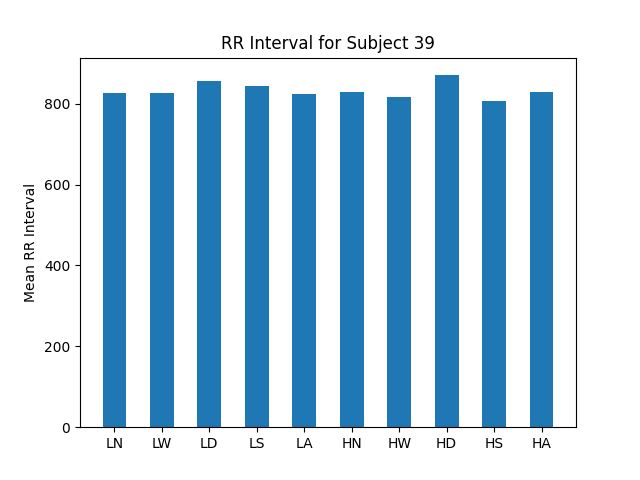 RR Interval for Subject 39
Mean RR Interval
800
600
400
200
0
LN LW LD LS LA HN HW HD HS HA